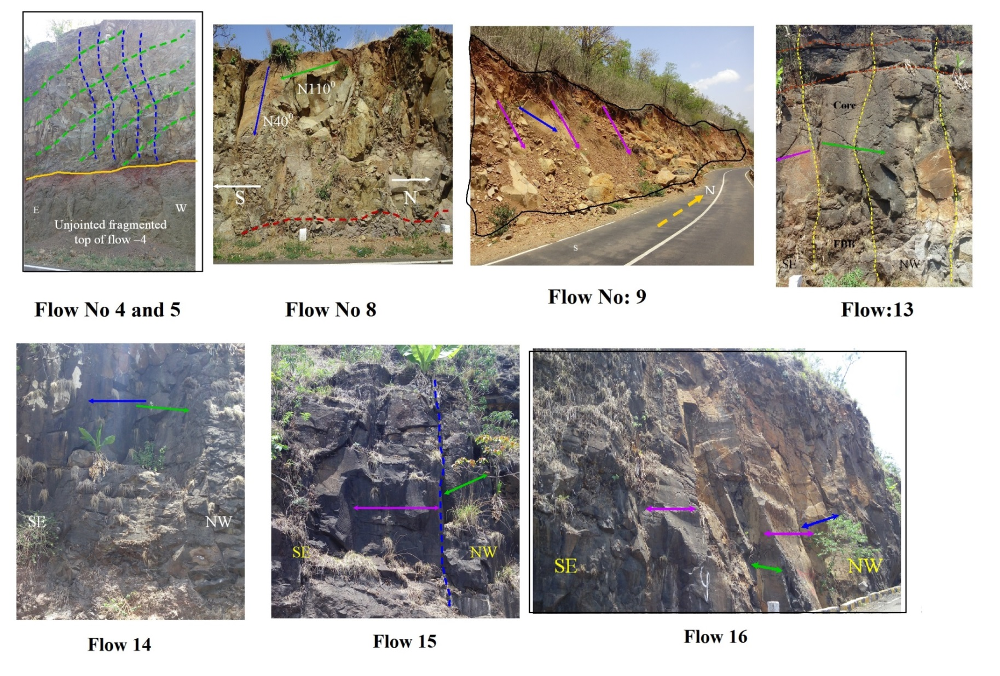 E
W
Unjointed fragmented
top of flow –4
Flow No 4 and 5
N110⁰
N40⁰
S
N
Flow No 8
N
s
Flow No: 9
Core
FBB
SE
NW
Flow:13
SE
NW
Flow 14
SE
NW
Flow 15
SE
NW
Flow 16